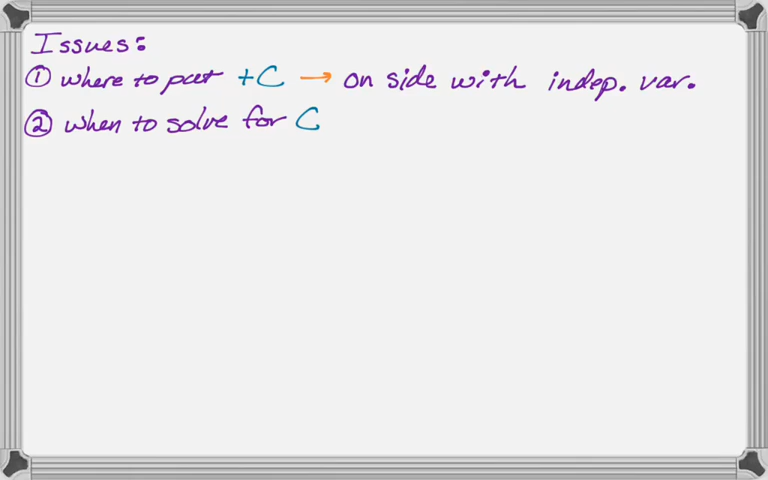 Issues:
① where to put +C → on side with indep. var.
② when to solve for C